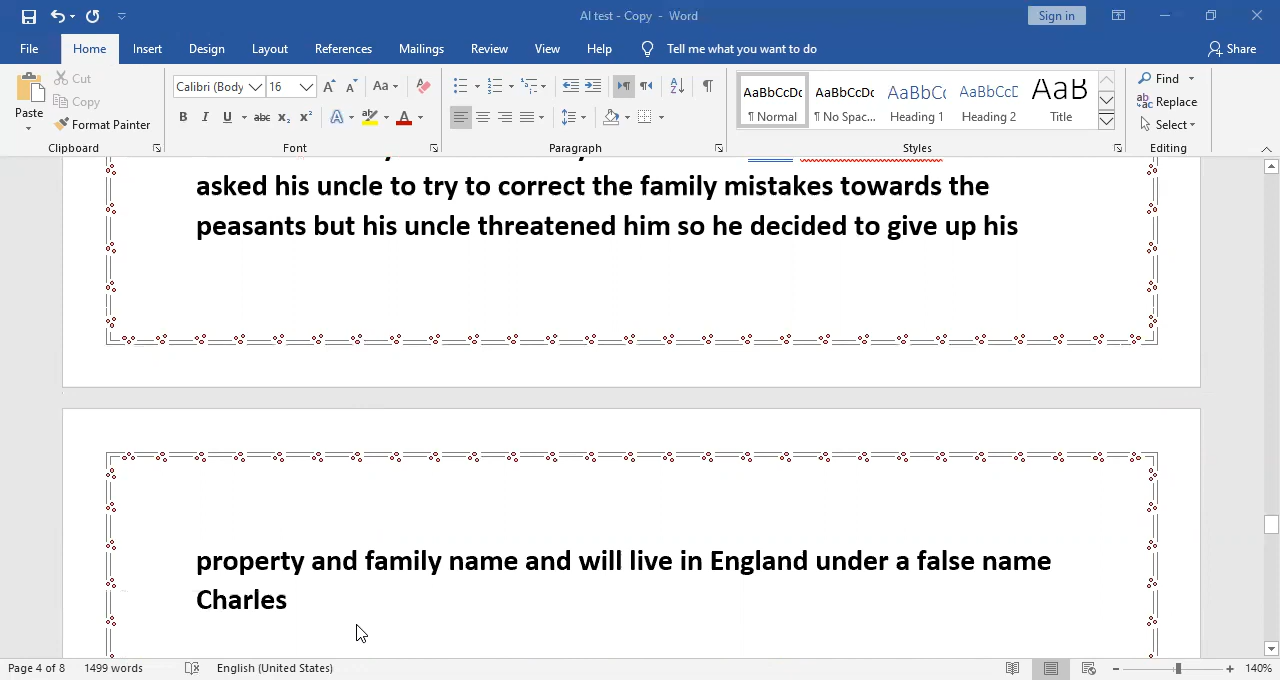 AI test - Copy - Word
Sign in
File Home Insert Design Layout References Mailings Review View Help Tell me what you want to do Share
Paste
Cut
Copy
Format Painter
Clipboard
Calibri (Body 16
Aa
B I U abc x₂ x² A A
Font
Paragraph
AaBbCcDc ¶ Normal
AaBbCcDc ¶ No Spac...
AaBbCc Heading 1
AaBbCcE Heading 2
AaB Title
Styles
Find
Replace
Select
Editing
asked his uncle to try to correct the family mistakes towards the
peasants but his uncle threatened him so he decided to give up his
property and family name and will live in England under a false name
Charles
Page 4 of 8 1499 words English (United States) 140%